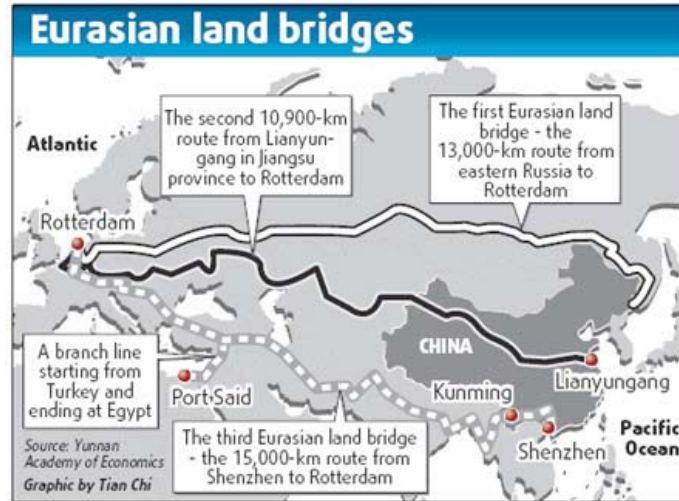 Eurasian land bridges
The second 10,900-km
route from Lianyun-
gang in Jiangsu
province to Rotterdam
The first Eurasian land
bridge - the
13,000-km route from
eastern Russia to
Rotterdam
Atlantic
Rotterdam
CHINA
Lianyungang
A branch line
starting from
Turkey and
ending at Egypt
Port Said
Kunming
Shenzhen
Pacific
Ocean
The third Eurasian land bridge
- the 15,000-km route from
Shenzhen to Rotterdam
Source: Yunnan
Academy of Economics
Graphic by Tian Chi